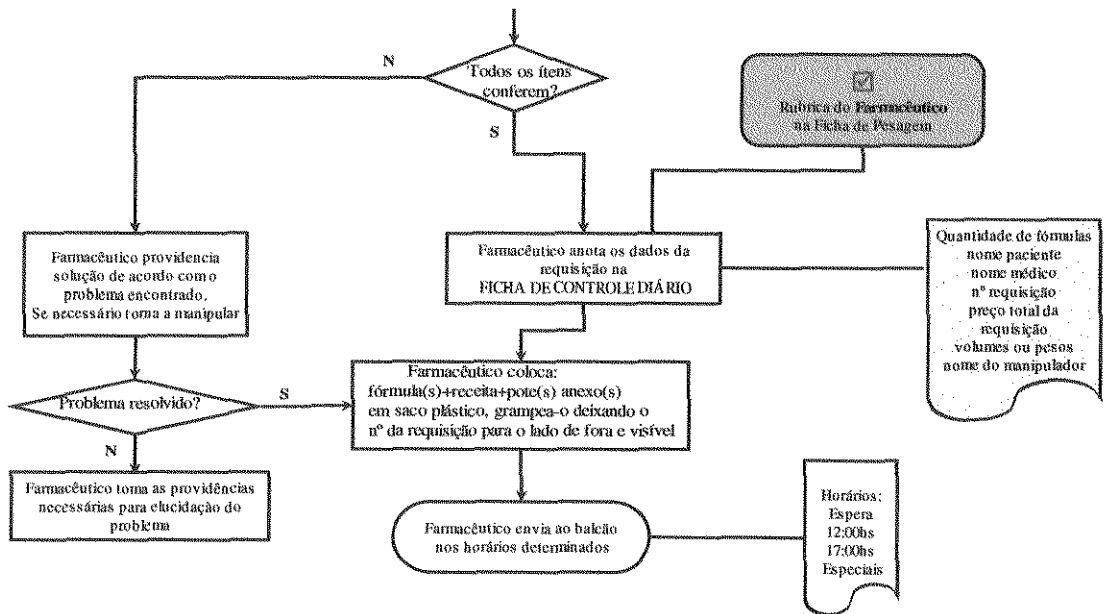 Todos os ítens
conferem?
N
S
Rubrica do Farmacêutico
na Ficha de Pesagem
Farmacêutico providencia
solução de acordo com o
problema encontrado.
Se necessário torna a manipular
Farmacêutico anota os dados da
requisição na
FICHA DE CONTROLE DIÁRIO
Quantidade de fórmulas
nome paciente
nome médico
nº requisição
preço total da
requisição
volumes ou pesos
nome do manipulador
Problema resolvido?
S
N
Farmacêutico coloca:
fórmula(s)+receita+pote(s) anexo(s)
em saco plástico, grampea-o deixando o
nº da requisição para o lado de fora e visível
Farmacêutico toma as providências
necessárias para elucidação do
problema
Farmacêutico envia ao balcão
nos horários determinados
Horários:
Espera
12:00hs
17:00hs
Especiais